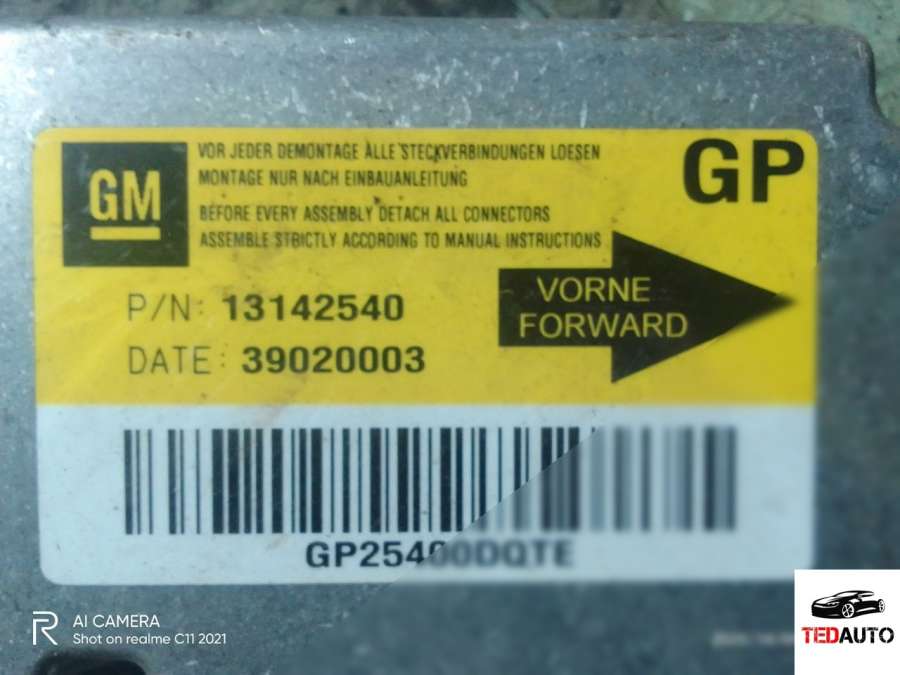 GM
VOR JEDER DEMONTAGE ALLE STECKVERBINDUNGEN LOESEN
MONTAGE NUR NACH EINBAUANLEITUNG
BEFORE EVERY ASSEMBLY DETACH ALL CONNECTORS
ASSEMBLE STRICTLY ACCORDING TO MANUAL INSTRUCTIONS
GP
P/N: 13142540
DATE: 39020003
VORNE
FORWARD
GP25400DQTE
R
AI CAMERA
Shot on realme C11 2021
TEDAUTO